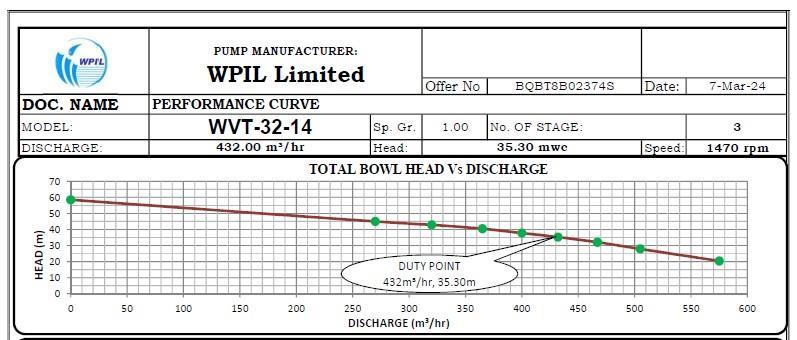 WPIL
PUMP MANUFACTURER:
WPIL Limited
Offer No BQBT8B02374S Date: 7-Mar-24
DOC. NAME PERFORMANCE CURVE
MODEL: WVT-32-14 Sp. Gr. 1.00 No. OF STAGE: 3
DISCHARGE: 432.00 m³/hr Head: 35.30 mwc Speed: 1470 rpm
TOTAL BOWL HEAD Vs DISCHARGE
HEAD (m)
70
60
50
40
30
20
10
0
DUTY POINT
432m³/hr, 35.30m
0 50 100 150 200 250 300 350 400 450 500 550 600
DISCHARGE (m³/hr)